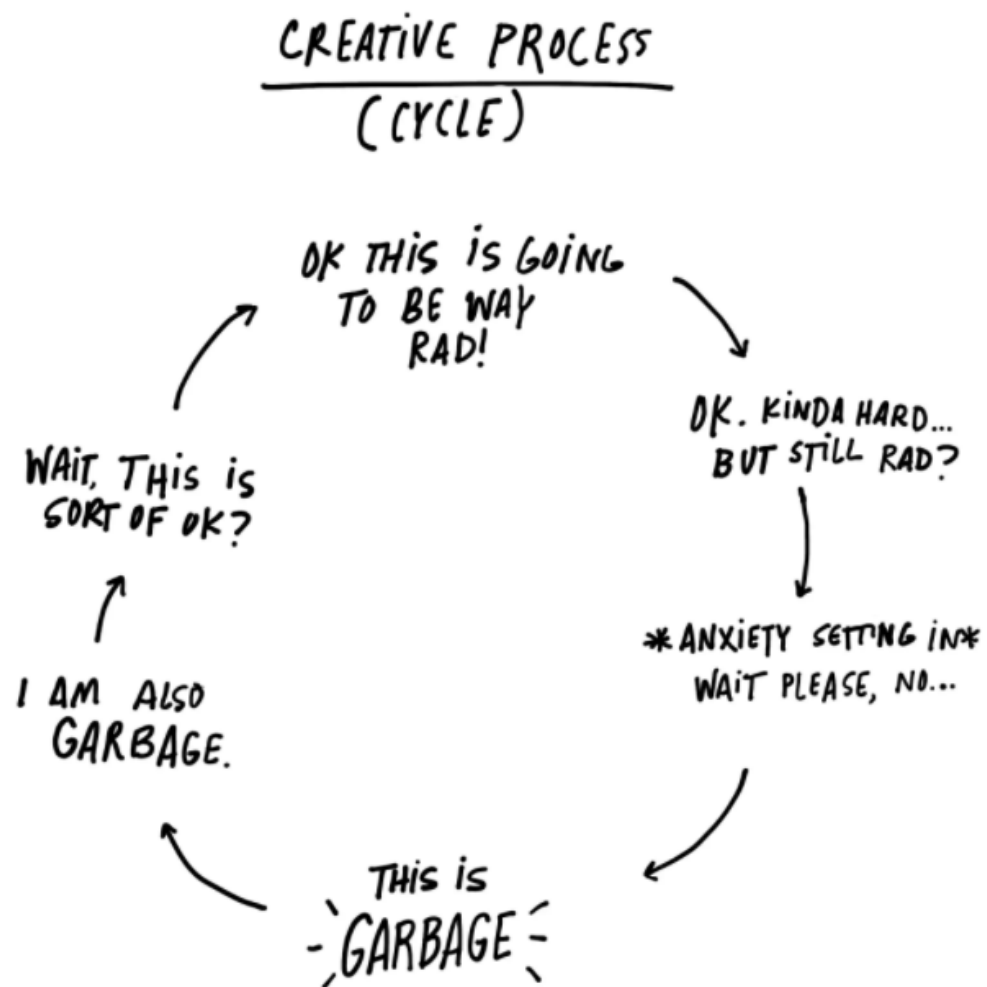 CREATIVE PROCESS
(CYCLE)
OK THIS IS GOING
TO BE WAY
RAD!
OK. KINDA HARD...
BUT STILL RAD?
*ANXIETY SETTING IN*
WAIT PLEASE, NO...
THIS IS
GARBAGE
I AM ALSO
GARBAGE.
WAIT, THIS IS
SORT OF OK?